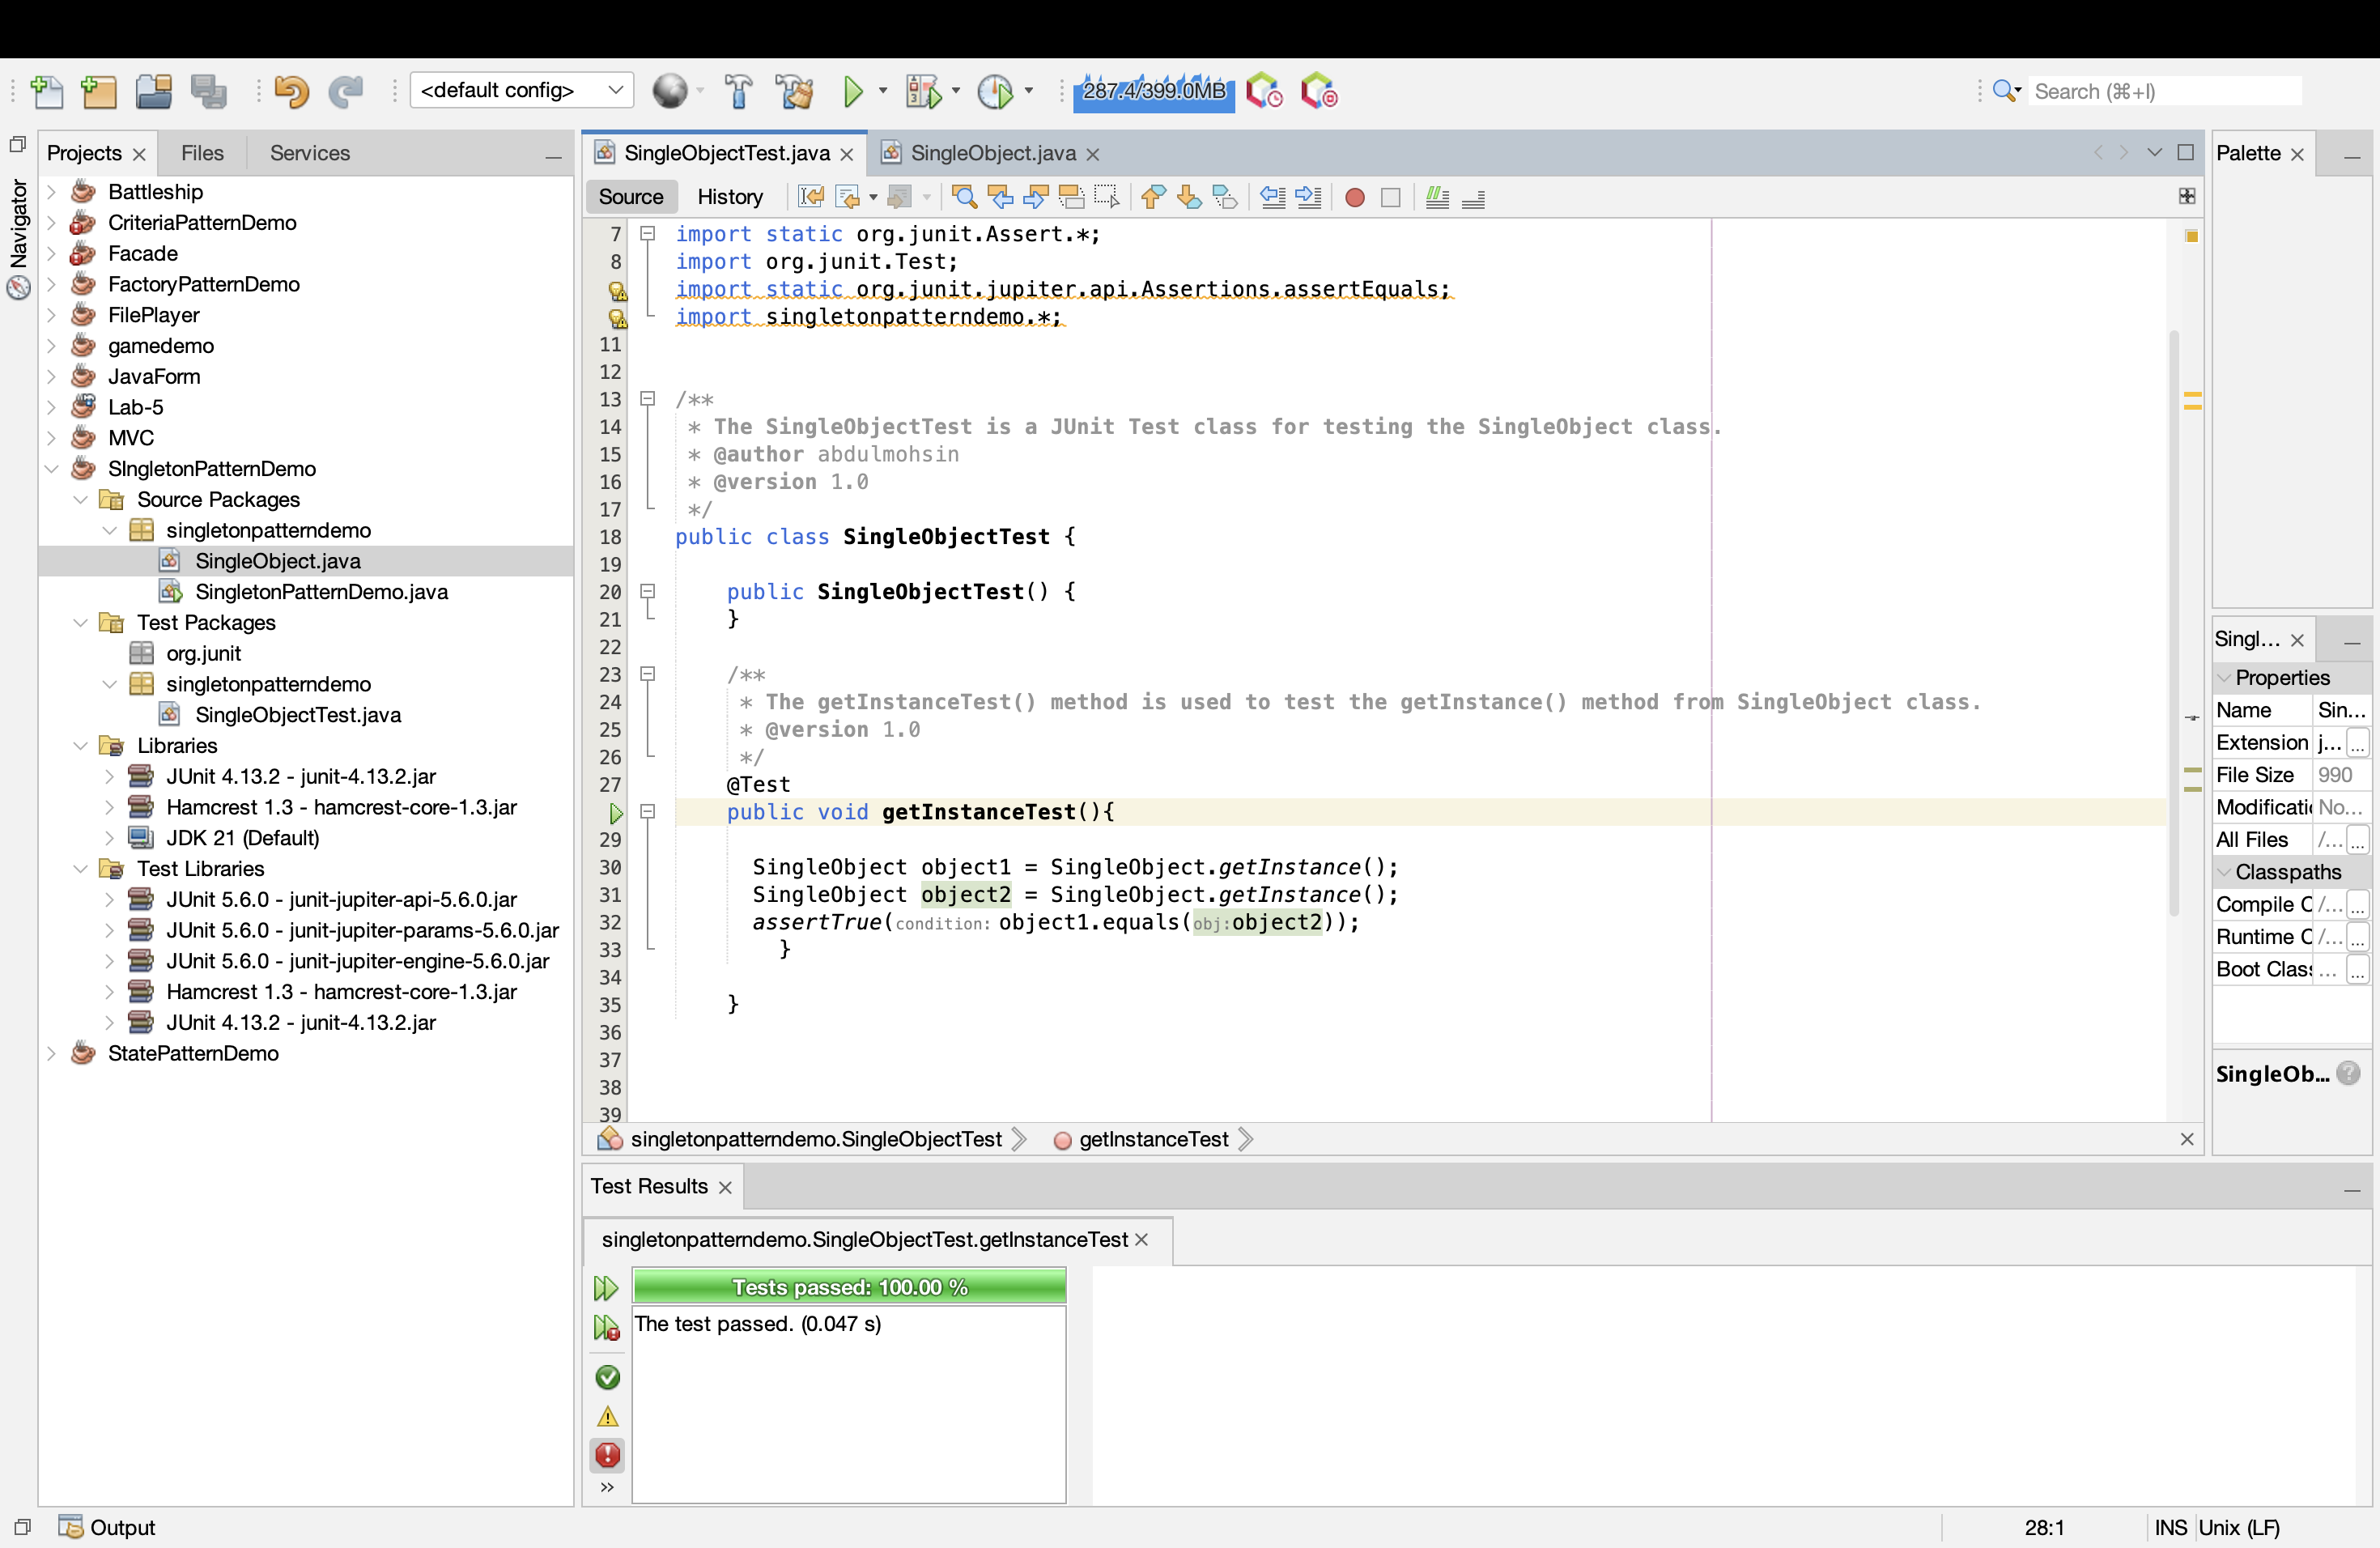 <default config>
287.4/399.0MB
Search (⌘+I)
Projects
Files
Services
Navigator
Battleship
CriteriaPatternDemo
Facade
FactoryPatternDemo
FilePlayer
gamedemo
JavaForm
Lab-5
MVC
SIngletonPatternDemo
Source Packages
singletonpatterndemo
SingleObject.java
SingletonPatternDemo.java
Test Packages
org.junit
singletonpatterndemo
SingleObjectTest.java
Libraries
JUnit 4.13.2 - junit-4.13.2.jar
Hamcrest 1.3 - hamcrest-core-1.3.jar
JDK 21 (Default)
Test Libraries
JUnit 5.6.0 - junit-jupiter-api-5.6.0.jar
JUnit 5.6.0 - junit-jupiter-params-5.6.0.jar
JUnit 5.6.0 - junit-jupiter-engine-5.6.0.jar
Hamcrest 1.3 - hamcrest-core-1.3.jar
JUnit 4.13.2 - junit-4.13.2.jar
StatePatternDemo
SingleObjectTest.java
SingleObject.java
Source
History
7 import static org.junit.Assert.*;
8 import org.junit.Test;
import static org.junit.jupiter.api.Assertions.assertEquals;
import singletonpatterndemo.*;
11
12
13 /**
14 * The SingleObjectTest is a JUnit Test class for testing the SingleObject class.
15 * @author abdulmohsin
16 * @version 1.0
17 */
18 public class SingleObjectTest {
19
20 public SingleObjectTest() {
21 }
22
23 /**
24 * The getInstanceTest() method is used to test the getInstance() method from SingleObject class.
25 * @version 1.0
26 */
27 @Test
public void getInstanceTest(){
29
30 SingleObject object1 = SingleObject.getInstance();
31 SingleObject object2 = SingleObject.getInstance();
32 assertTrue(condition: object1.equals(obj:object2));
33 }
34
35 }
36
37
38
39
singletonpatterndemo.SingleObjectTest
getInstanceTest
Palette
Singl...
Properties
Name Sin...
Extension j... ...
File Size 990
Modificati No...
All Files /... ...
Classpaths
Compile C /... ...
Runtime C /... ...
Boot Class ... ...
SingleOb... ?
Test Results
singletonpatterndemo.SingleObjectTest.getInstanceTest
Tests passed: 100.00 %
The test passed. (0.047 s)
Output
28:1
INS
Unix (LF)